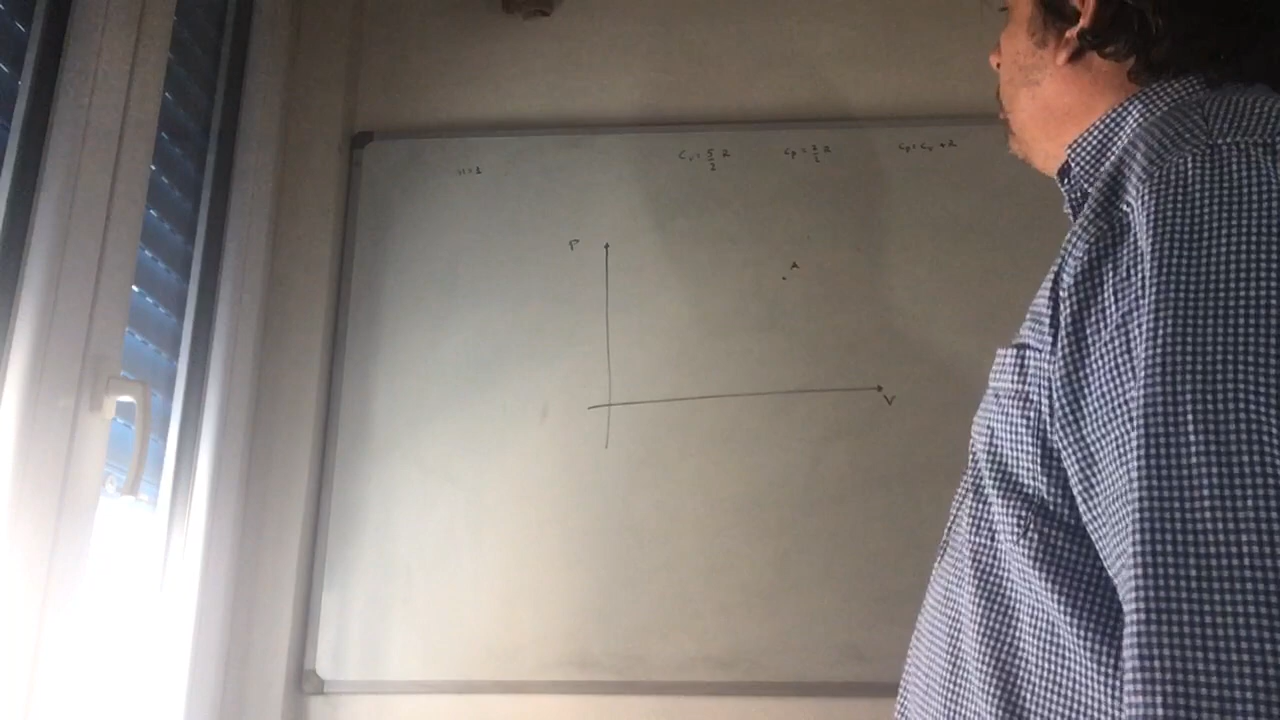 n=1
Cv=5/2 R
Cp=7/2 R
Cp=Cv+R
P
A
V